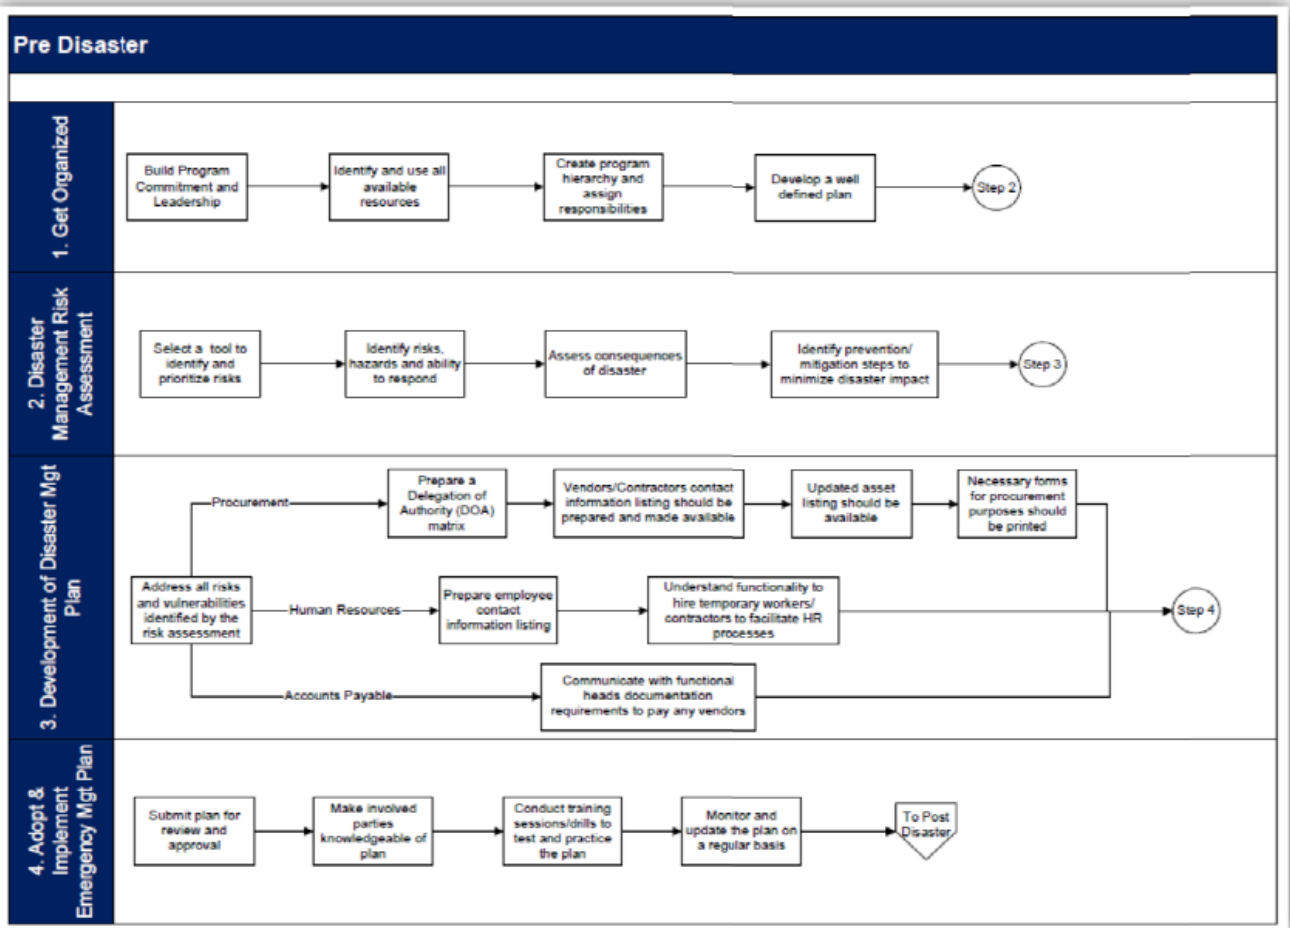 Pre Disaster
1. Get Organized
Build Program
Commitment and
Leadership
Identify and use all
available
resources
Create program
hierarchy and
assign
responsibilities
Develop a well
defined plan
Step 2
2. Disaster
Management Risk
Assessment
Select a tool to
identify and
prioritize risks
Identify risks,
hazards and ability
to respond
Assess consequences
of disaster
Identify prevention/
mitigation steps to
minimize disaster impact
Step 3
3. Development of Disaster Mgt
Plan
Address all risks
and vulnerabilities
identified by the
risk assessment
Procurement
Prepare a
Delegation of
Authority (DOA)
matrix
Vendors/Contractors contact
information listing should be
prepared and made available
Updated asset
listing should be
available
Necessary forms
for procurement
purposes should
be printed
Human Resources
Prepare employee
contact
information listing
Understand functionality to
hire temporary workers/
contractors to facilitate HR
processes
Step 4
Accounts Payable
Communicate with functional
heads documentation
requirements to pay any vendors
4. Adopt &
Implement
Emergency Mgt Plan
Submit plan for
review and
approval
Make involved
parties
knowledgeable of
plan
Conduct training
sessions/drills to
test and practice
the plan
Monitor and
update the plan on
a regular basis
To Post
Disaster